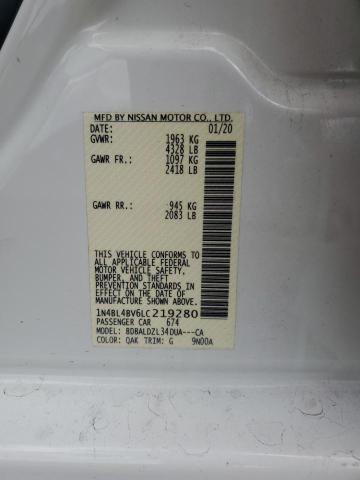 MFD BY NISSAN MOTOR CO., LTD.
DATE: 01/20
GVWR: 1963 KG
4328 LB
GAWR FR.: 1097 KG
2418 LB
GAWR RR.: 945 KG
2083 LB
THIS VEHICLE CONFORMS TO
ALL APPLICABLE FEDERAL
MOTOR VEHICLE SAFETY,
BUMPER, AND THEFT
PREVENTION STANDARDS IN
EFFECT ON THE DATE OF
MANUFACTURE SHOWN ABOVE.
1N4BL4BV6LC219280
PASSENGER CAR 674
MODEL: BDBALDZL34DUA---CA
COLOR: QAK TRIM: G 9N00A